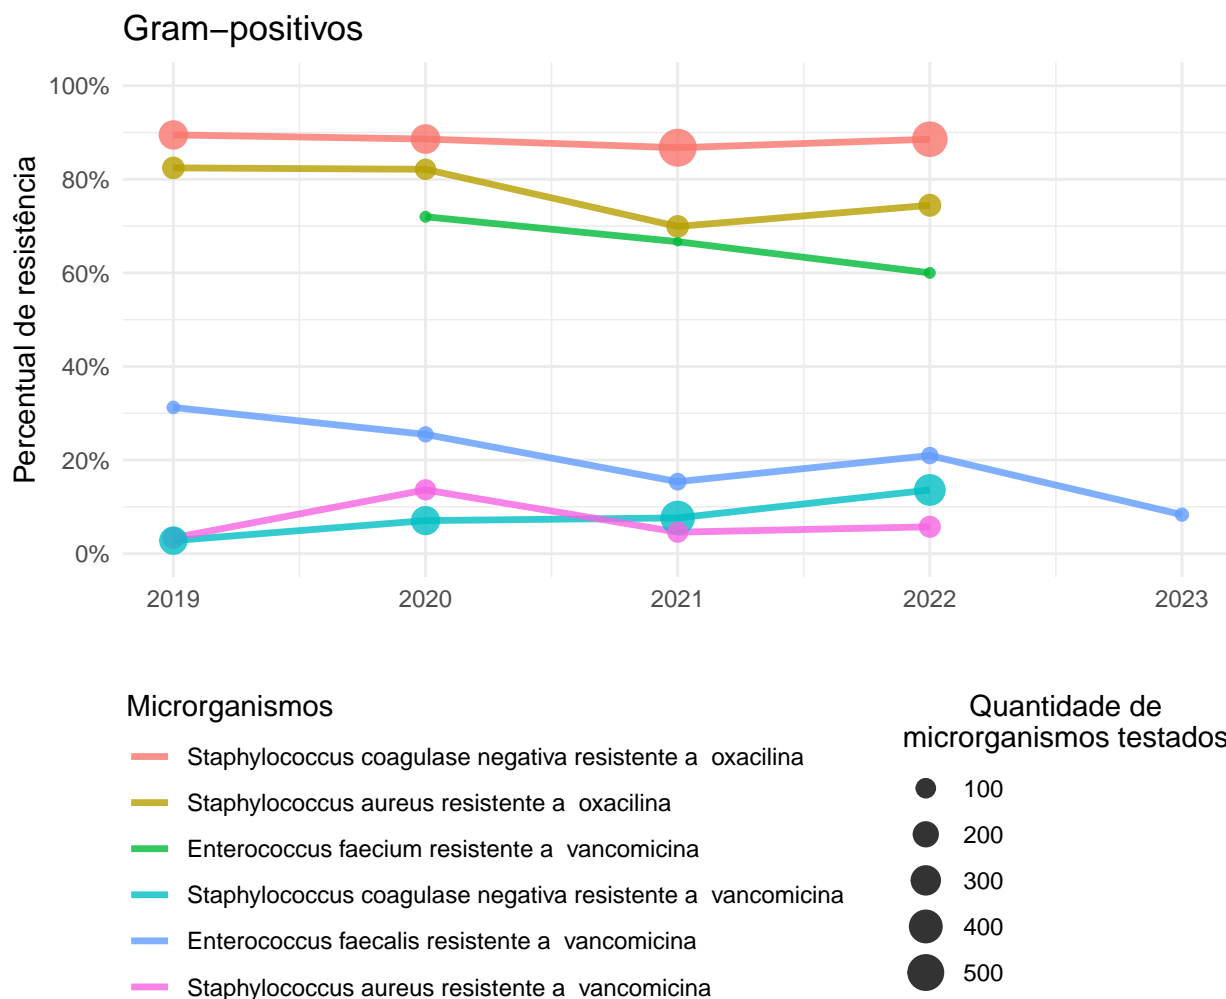 Gram−positivos
Percentual de resistência
100%
80%
60%
40%
20%
0%
2019 2020 2021 2022 2023
Microrganismos
Staphylococcus coagulase negativa resistente a  oxacilina
Staphylococcus aureus resistente a  oxacilina
Enterococcus faecium resistente a  vancomicina
Staphylococcus coagulase negativa resistente a  vancomicina
Enterococcus faecalis resistente a  vancomicina
Staphylococcus aureus resistente a  vancomicina
Quantidade de
microrganismos testados
100
200
300
400
500